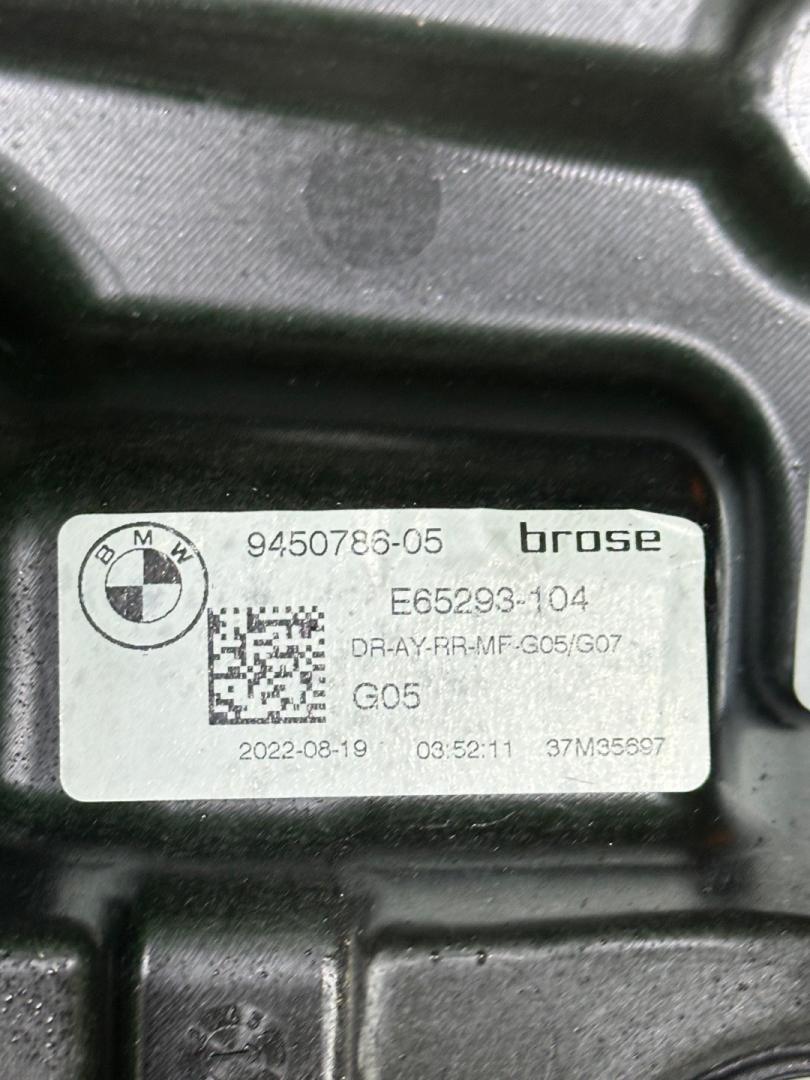 BMW
9450786-05
brose
E65293-104
DR-AY-RR-MF-G05/G07
G05
2022-08-19 03:52:11 37M35697